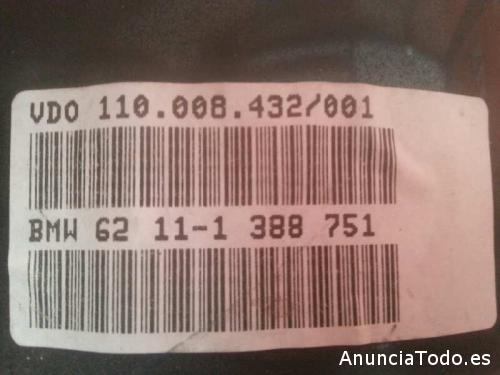 VDO 110.008.432/001
BMW 62 11-1 388 751
AnunciaTodo.es